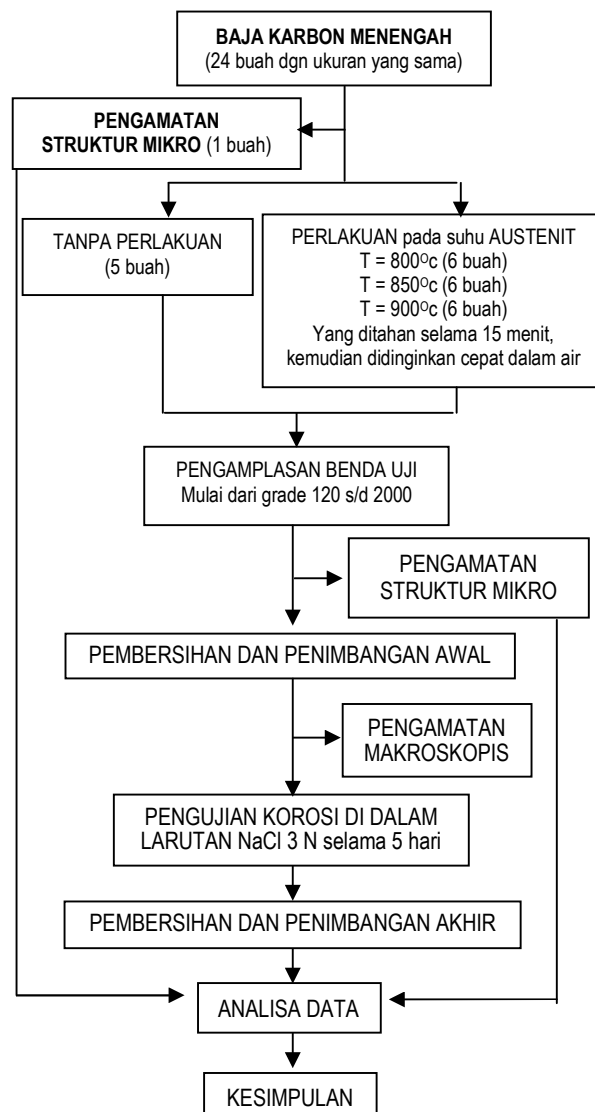 BAJA KARBON MENENGAH
(24 buah dgn ukuran yang sama)
PENGAMATAN
STRUKTUR MIKRO (1 buah)
TANPA PERLAKUAN
(5 buah)
PERLAKUAN pada suhu AUSTENIT
T = 800ᴼc (6 buah)
T = 850ᴼc (6 buah)
T = 900ᴼc (6 buah)
Yang ditahan selama 15 menit,
kemudian didinginkan cepat dalam air
PENGAMPLASAN BENDA UJI
Mulai dari grade 120 s/d 2000
PENGAMATAN
STRUKTUR MIKRO
PEMBERSIHAN DAN PENIMBANGAN AWAL
PENGAMATAN
MAKROSKOPIS
PENGUJIAN KOROSI DI DALAM
LARUTAN NaCl 3 N selama 5 hari
PEMBERSIHAN DAN PENIMBANGAN AKHIR
ANALISA DATA
KESIMPULAN